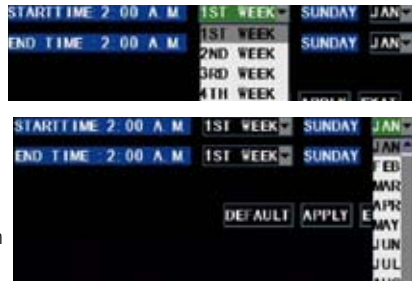 STARTTIME 2:00 A.M 1ST WEEK SUNDAY JAN
1ST WEEK
END TIME 2:00 A.M SUNDAY JAN
2ND WEEK
3RD WEEK
4TH WEEK
STARTTIME 2:00 A.M 1ST WEEK SUNDAY JAN
JAN
END TIME 2:00 A.M 1ST WEEK SUNDAY
FEB
MAR
DEFAULT APPLY E
APR
MAY
JUN
JUL